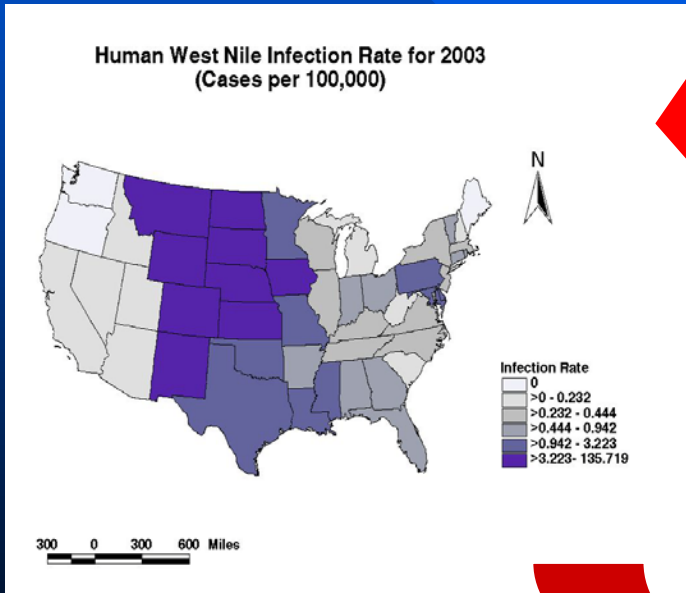 Human West Nile Infection Rate for 2003
(Cases per 100,000)
N
Infection Rate
0
>0 - 0.232
>0.232 - 0.444
>0.444 - 0.942
>0.942 - 3.223
>3.223- 135.719
300 0 300 600 Miles